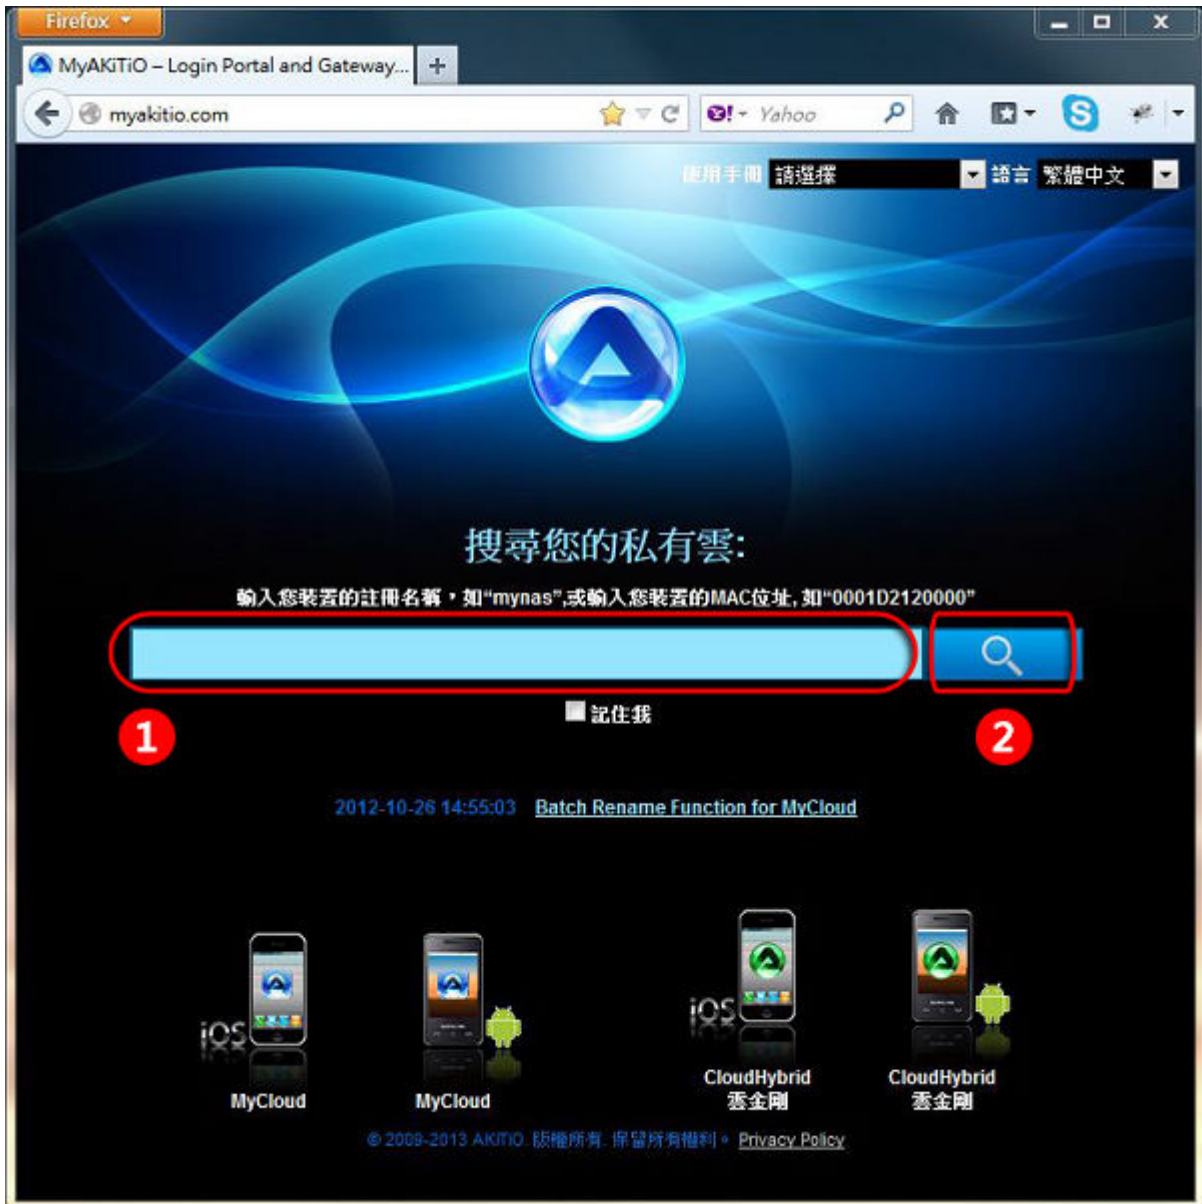 Firefox
MyAKiTiO – Login Portal and Gateway...
myakitio.com
Yahoo
使用手冊 請選擇 語言 繁體中文
搜尋您的私有雲:
輸入您裝置的註冊名稱，如“mynas”,或輸入您裝置的MAC位址, 如“0001D2120000”
記住我
1
2
2012-10-26 14:55:03 Batch Rename Function for MyCloud
iOS
MyCloud
MyCloud
iOS
CloudHybrid
雲金剛
CloudHybrid
雲金剛
© 2009-2013 AKiTiO. 版權所有. 保留所有權利。 Privacy Policy